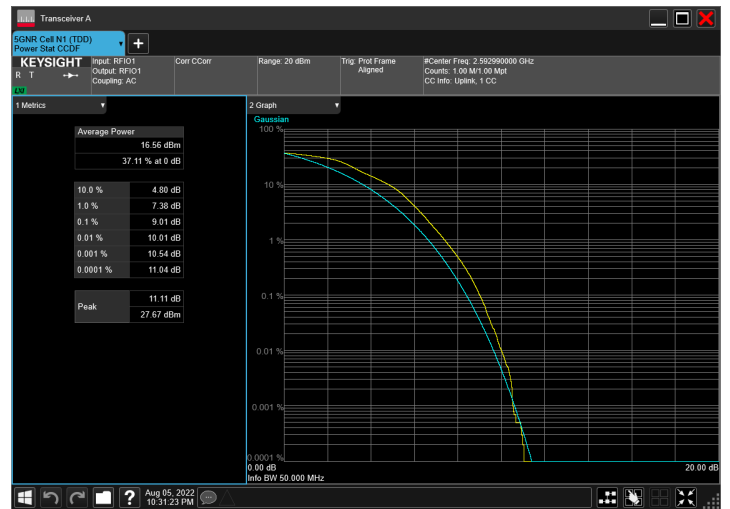 Transceiver A
5GNR Cell N1 (TDD)
Power Stat CCDF
KEYSIGHT
R T
LXI
Input: RFIO1
Output: RFIO1
Coupling: AC
Corr CCorr
Range: 20 dBm
Trig: Prot Frame
Aligned
#Center Freq: 2.592990000 GHz
Counts: 1.00 M/1.00 Mpt
CC Info: Uplink, 1 CC
1 Metrics
Average Power
16.56 dBm
37.11 % at 0 dB
10.0 % 4.80 dB
1.0 % 7.38 dB
0.1 % 9.01 dB
0.01 % 10.01 dB
0.001 % 10.54 dB
0.0001 % 11.04 dB
Peak
11.11 dB
27.67 dBm
2 Graph
Gaussian
100 %
10 %
1 %
0.1 %
0.01 %
0.001 %
0.0001 %
0.00 dB 20.00 dB
Info BW 50.000 MHz
?
Aug 05, 2022
10:31:23 PM